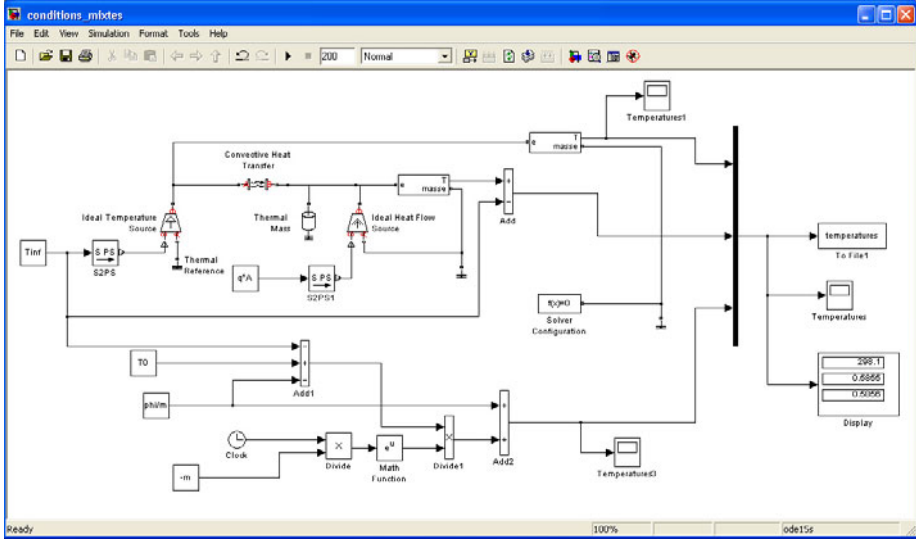 conditions_mixtes
File Edit View Simulation Format Tools Help
200 Normal
Temperatures1
e T
masse
Convective Heat
Transfer
e T
masse
Add
Ideal Temperature
Source
Thermal
Mass
Ideal Heat Flow
Source
Tinf
S PS
S2PS
Thermal
Reference
q*A
S PS
S2PS1
temperatures
To File1
f(x)=0
Solver
Configuration
Temperatures
T0
Add1
298.1
0.5856
0.5856
Display
phi/m
Clock
×
Divide
e^u
Math
Function
×
Divide1
Add2
Temperatures3
-m
Ready 100% ode15s